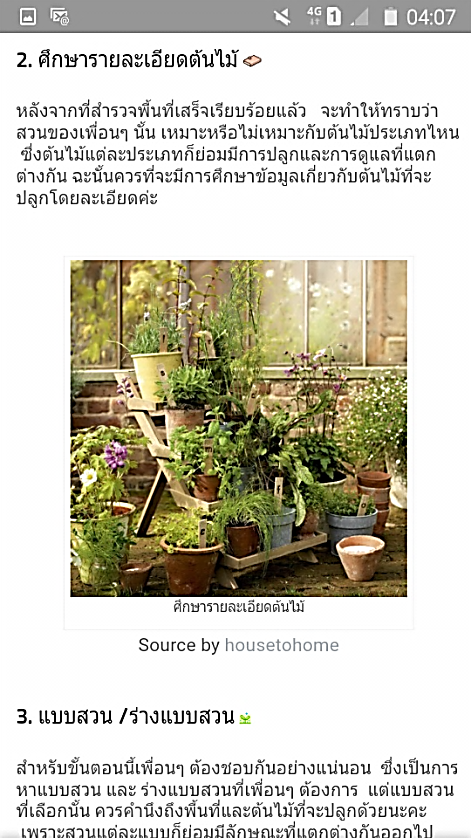 4G 1 04:07
2. ศึกษารายละเอียดต้นไม้
หลังจากที่สำรวจพื้นที่เสร็จเรียบร้อยแล้ว จะทำให้ทราบว่า
สวนของเพื่อนๆ นั้น เหมาะหรือไม่เหมาะกับต้นไม้ประเภทไหน
ซึ่งต้นไม้แต่ละประเภทก็ย่อมมีการปลูกและการดูแลที่แตก
ต่างกัน ฉะนั้นควรที่จะมีการศึกษาข้อมูลเกี่ยวกับต้นไม้ที่จะ
ปลูกโดยละเอียดค่ะ
ศึกษารายละเอียดต้นไม้
Source by housetohome
3. แบบสวน /ร่างแบบสวน
สำหรับขั้นตอนนี้เพื่อนๆ ต้องชอบกันอย่างแน่นอน ซึ่งเป็นการ
หาแบบสวน และ ร่างแบบสวนที่เพื่อนๆ ต้องการ แต่แบบสวน
ที่เลือกนั้น ควรคำนึงถึงพื้นที่และต้นไม้ที่จะปลูกด้วยนะคะ
เพราะสวนแต่ละแบบก็ย่อมมีลักษณะที่แตกต่างกันออกไป